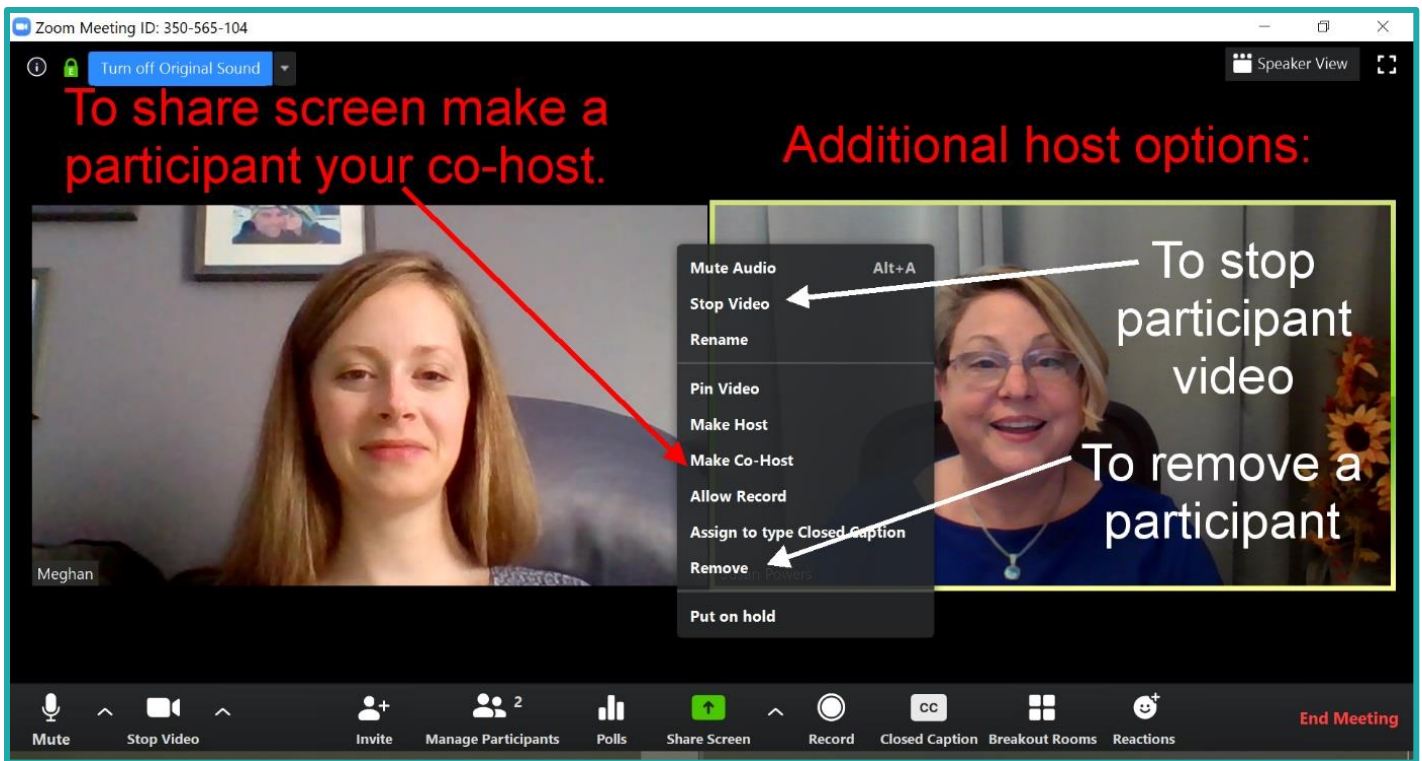 Zoom Meeting ID: 350-565-104
Turn off Original Sound
Speaker View
To share screen make a
participant your co-host.
Additional host options:
Mute Audio Alt+A
Stop Video
Rename
Pin Video
Make Host
Make Co-Host
Allow Record
Assign to type Closed Caption
Remove
Put on hold
To stop
participant
video
To remove a
participant
Meghan
Susan Powers
Mute
Stop Video
Invite
2
Manage Participants
Polls
Share Screen
Record
CC
Closed Caption
Breakout Rooms
Reactions
End Meeting